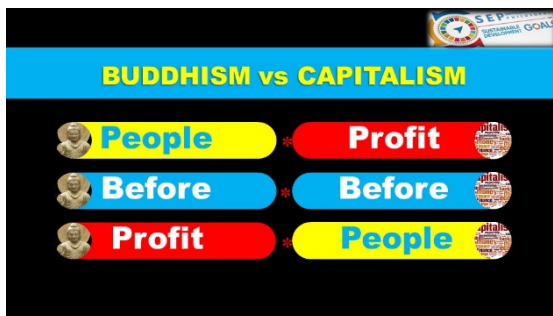 SEP
SUSTAINABLE
DEVELOPMENT GOALS
BUDDHISM vs CAPITALISM
People * Profit
Before * Before
Profit * People